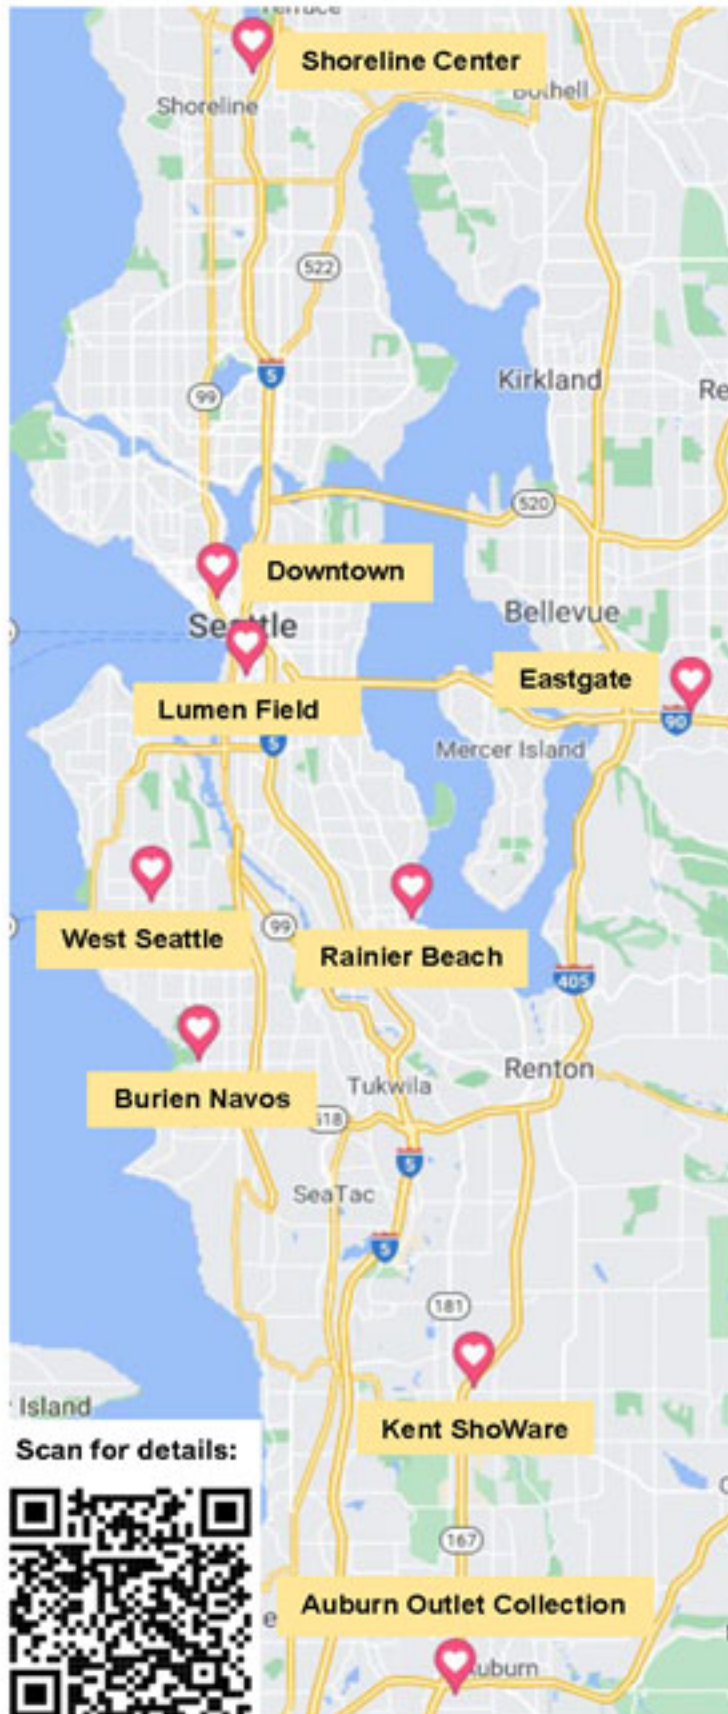 Terrace
Shoreline Center
Bothell
Shoreline
522
5
Kirkland
99
Re
520
Downtown
Bellevue
Seattle
Eastgate
Lumen Field
90
5
Mercer Island
West Seattle
99
Rainier Beach
405
Renton
Tukwila
Burien Navos
518
5
SeaTac
5
181
Island
Kent ShoWare
Scan for details:
167
Auburn Outlet Collection
e
Auburn